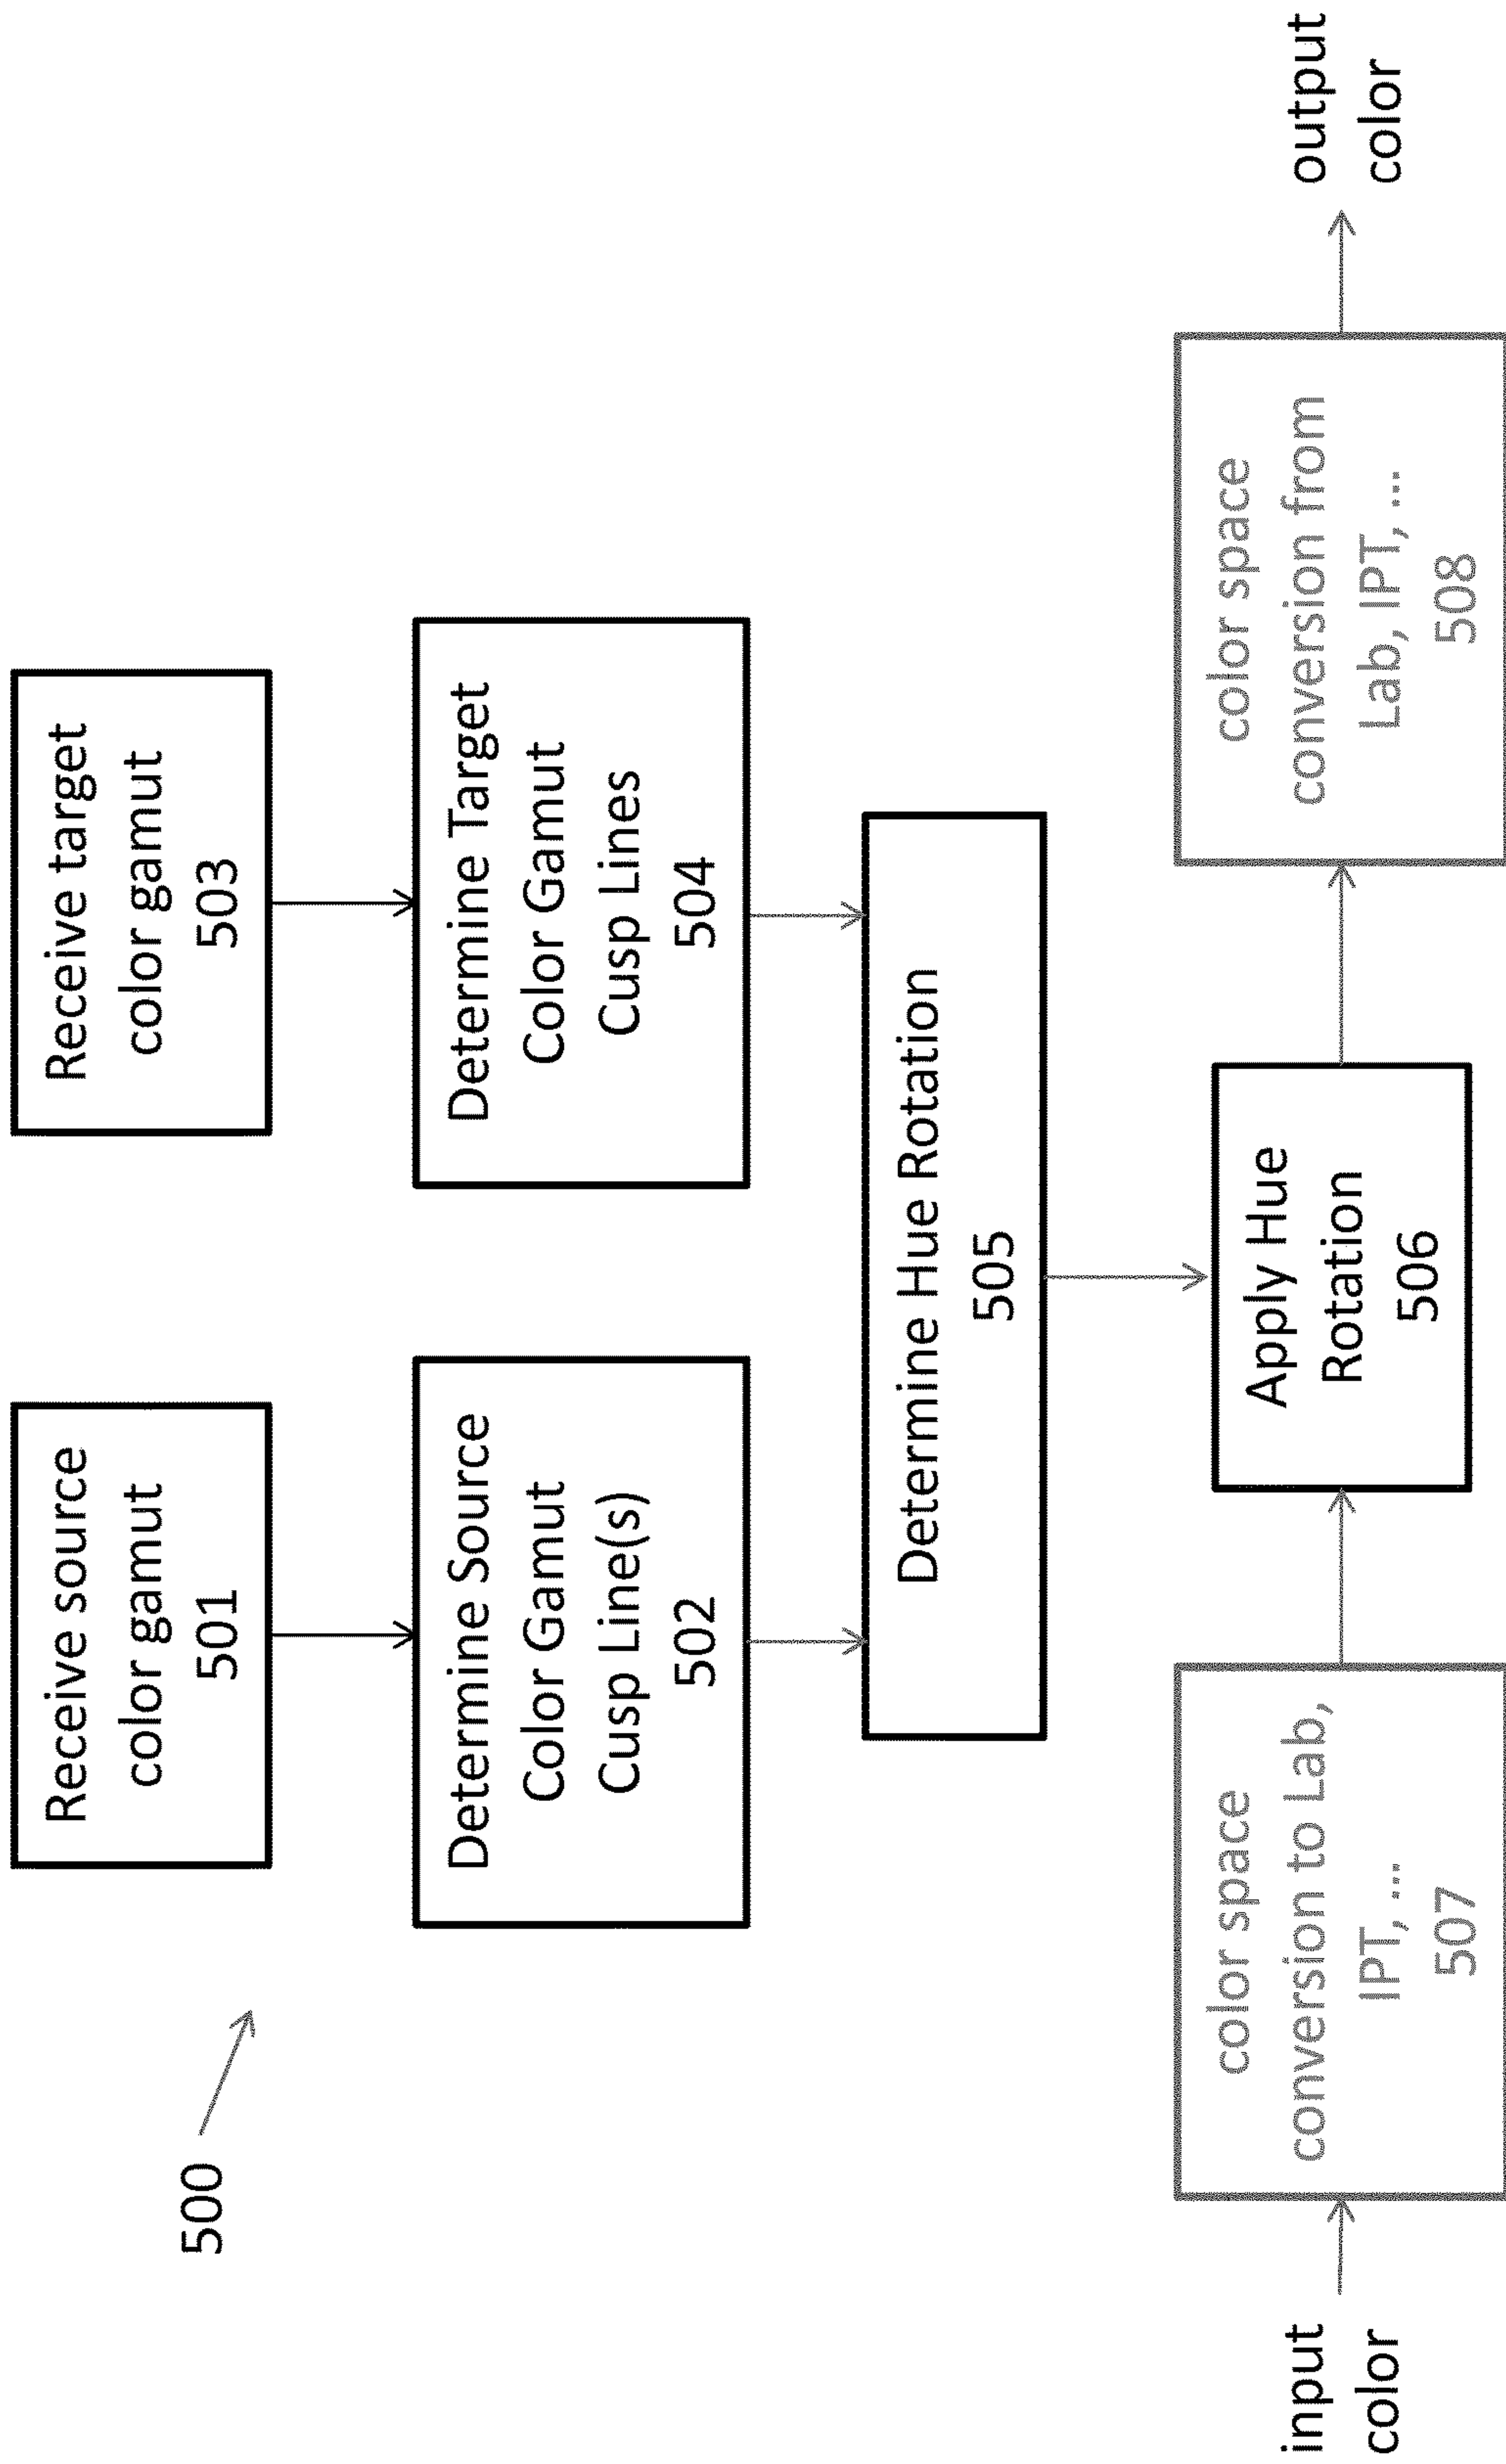 500
Receive source
color gamut
501
Receive target
color gamut
503
Determine Source
Color Gamut
Cusp Line(s)
502
Determine Target
Color Gamut
Cusp Lines
504
Determine Hue Rotation
505
input
color
color space
conversion to Lab,
IPT, ...
507
Apply Hue
Rotation
506
color space
conversion from
Lab, IPT, ...
508
output
color